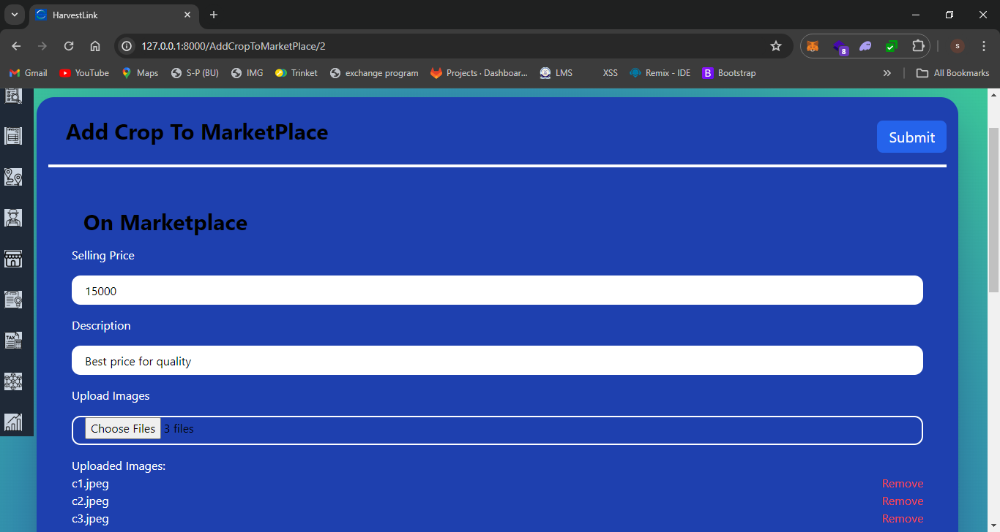 HarvestLink
127.0.0.1:8000/AddCropToMarketPlace/2
8
S
Gmail YouTube Maps S-P (BU) IMG Trinket exchange program Projects · Dashboar... LMS XSS Remix - IDE B Bootstrap » All Bookmarks
Add Crop To MarketPlace
Submit
INVOICE
On Marketplace
Selling Price
15000
Description
Best price for quality
TAX
Upload Images
Choose Files 3 files
Uploaded Images:
c1.jpeg Remove
c2.jpeg Remove
c3.jpeg Remove